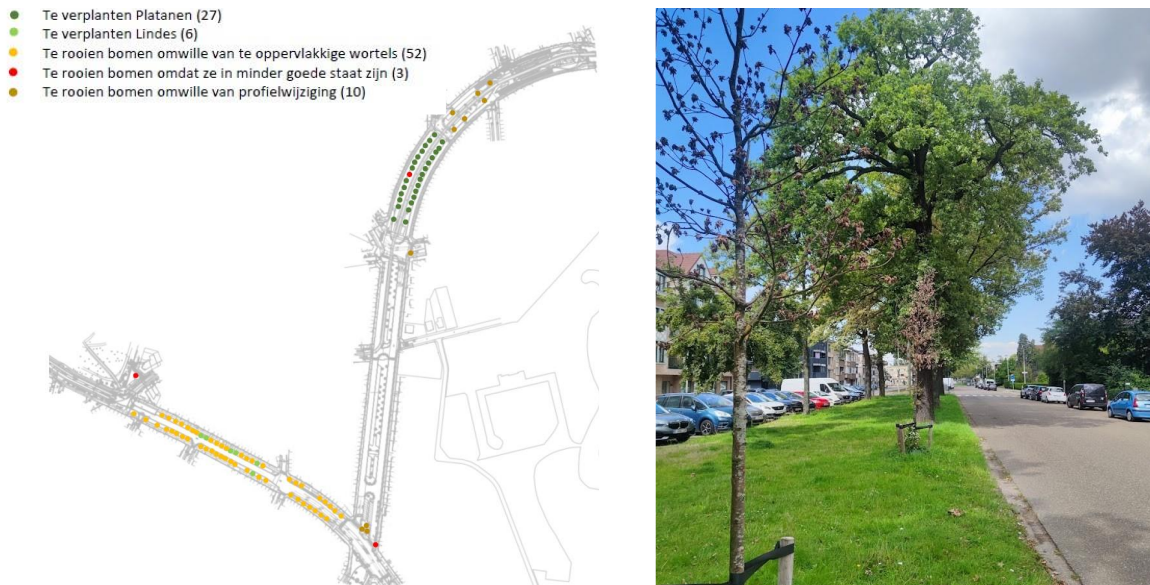 Te verplanten Platanen (27)
Te verplanten Lindes (6)
Te rooien bomen omwille van te oppervlakkige wortels (52)
Te rooien bomen omdat ze in minder goede staat zijn (3)
Te rooien bomen omwille van profielwijziging (10)